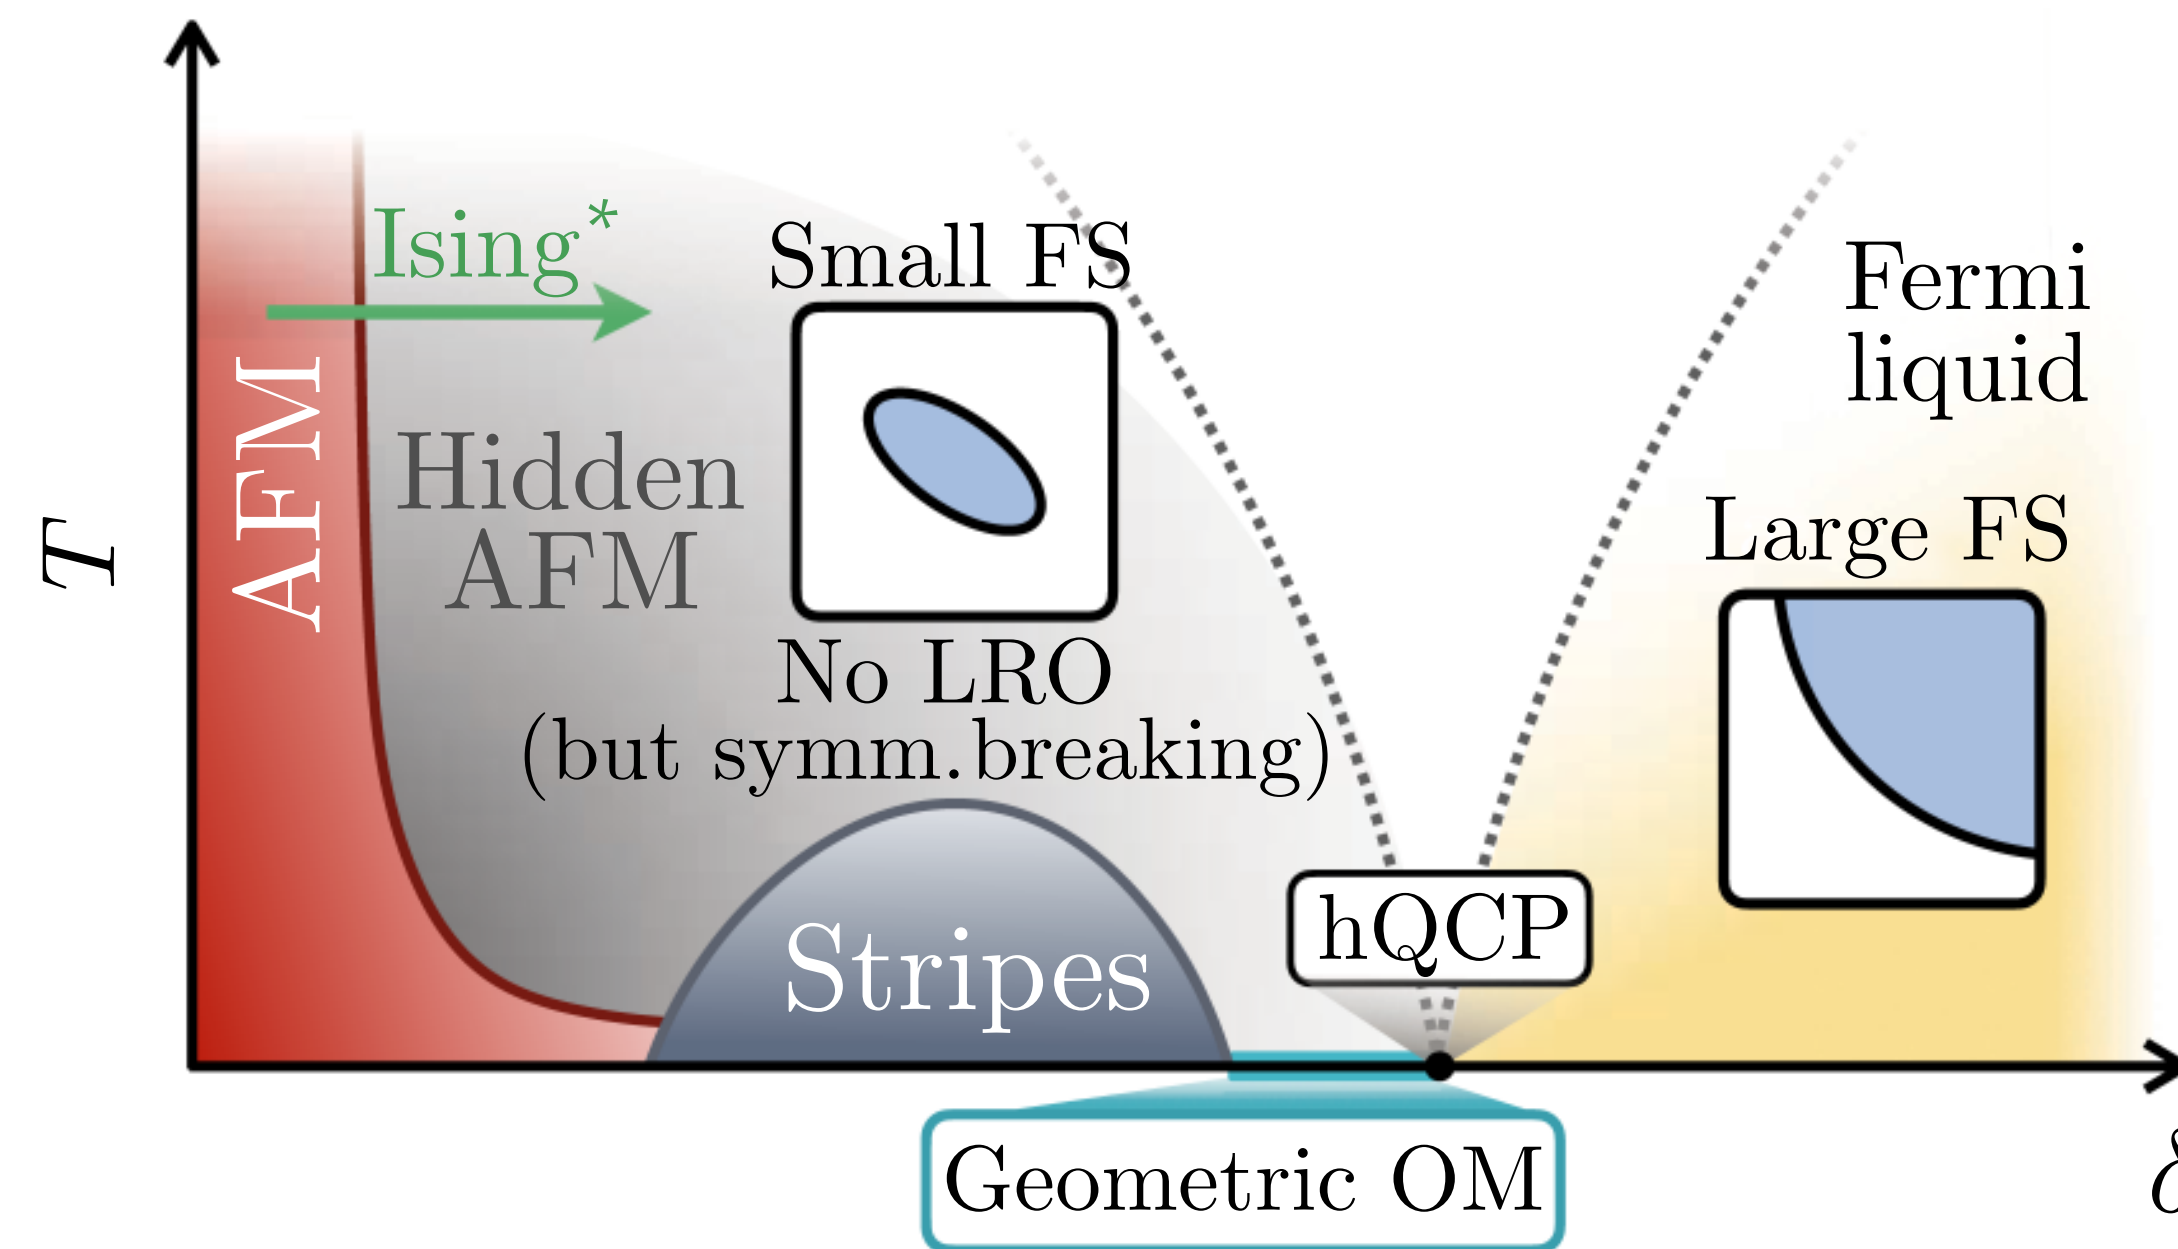 T
AFM
Ising*
Hidden
AFM
Small FS
No LRO
(but symm.breaking)
Stripes
hQCP
Geometric OM
Fermi
liquid
Large FS
δ